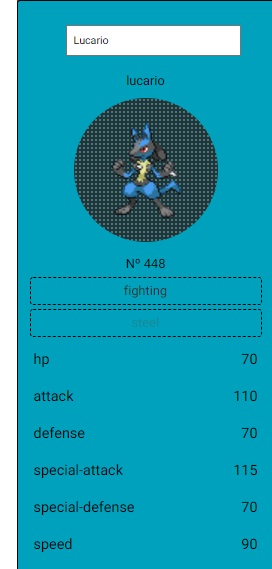 Lucario
lucario
Nº 448
fighting
steel
hp 70
attack 110
defense 70
special-attack 115
special-defense 70
speed 90